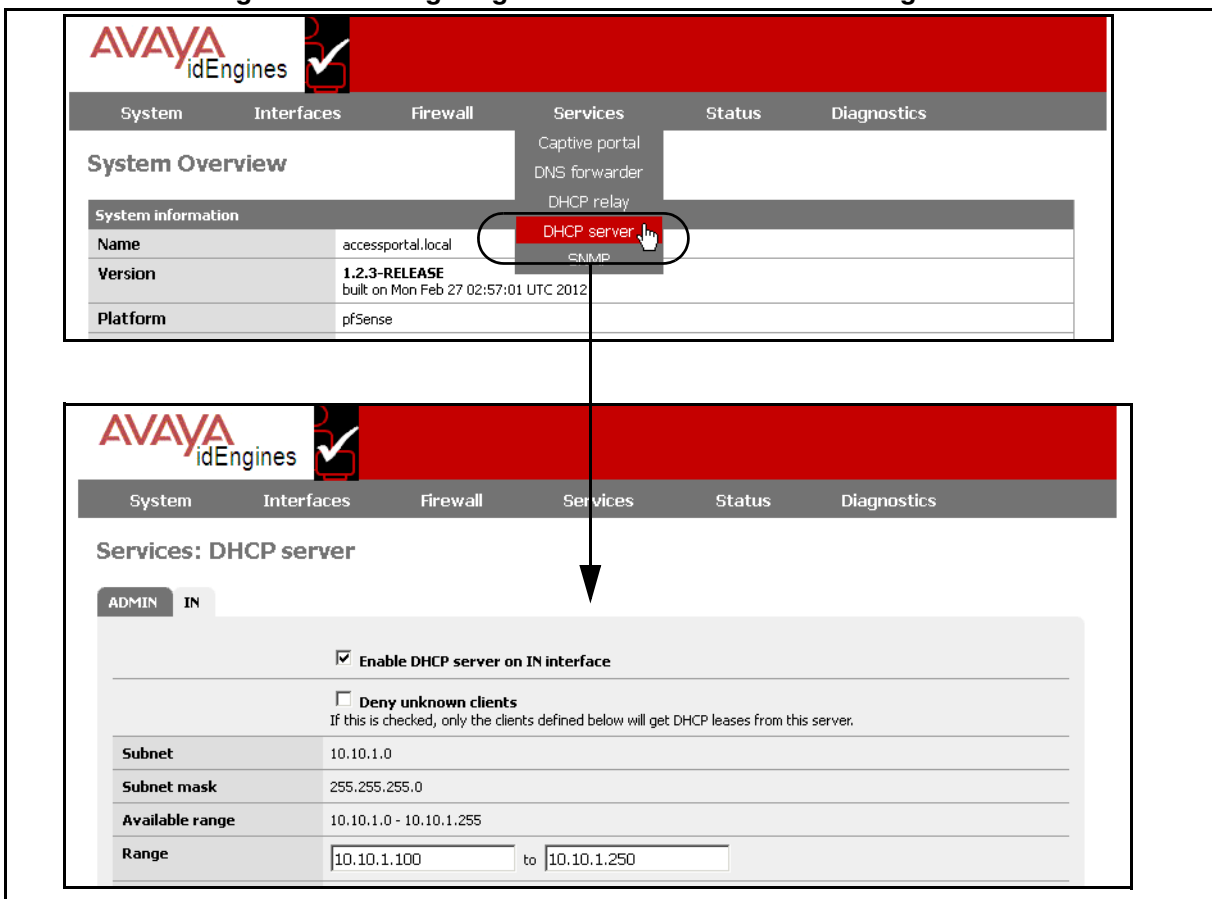 AVAYA
idEngines
System Interfaces Firewall Services Status Diagnostics
Captive portal
DNS forwarder
DHCP relay
DHCP server
SNMP
System Overview
System information
Name accessportal.local
Version 1.2.3-RELEASE
built on Mon Feb 27 02:57:01 UTC 2012
Platform pfSense
AVAYA
idEngines
System Interfaces Firewall Services Status Diagnostics
Services: DHCP server
ADMIN IN
Enable DHCP server on IN interface
Deny unknown clients
If this is checked, only the clients defined below will get DHCP leases from this server.
Subnet 10.10.1.0
Subnet mask 255.255.255.0
Available range 10.10.1.0 - 10.10.1.255
Range 10.10.1.100 to 10.10.1.250